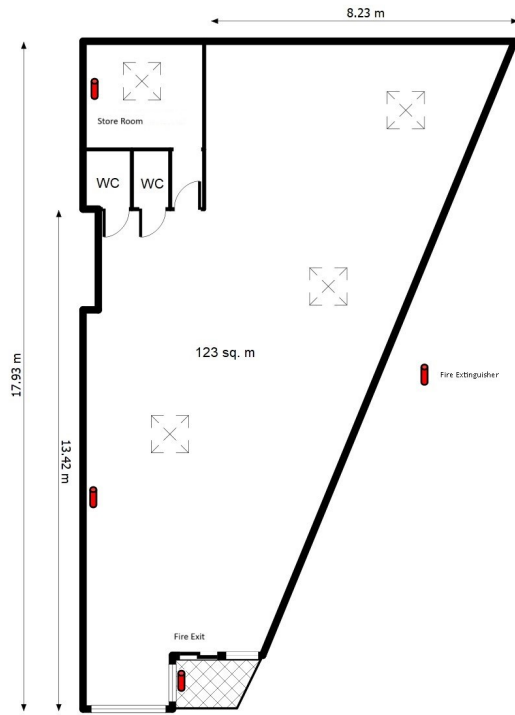 8.23 m
Store Room
WC
WC
17.93 m
13.42 m
123 sq. m
Fire Extinguisher
Fire Exit